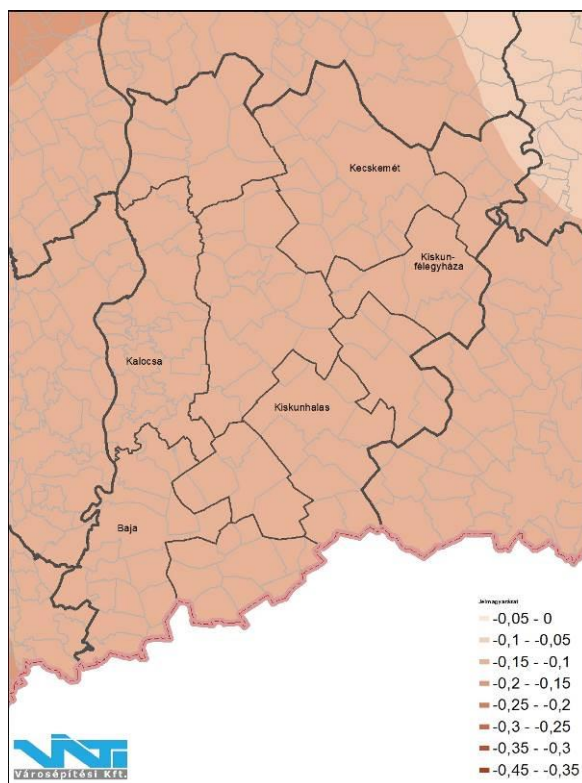 Kecskemét
Kiskun-
félegyháza
Kalocsa
Kiskunhalas
Baja
Jelmagyarázat
-0,05 - 0
-0,1 - -0,05
-0,15 - -0,1
-0,2 - -0,15
-0,25 - -0,2
-0,3 - -0,25
-0,35 - -0,3
-0,45 - -0,35
VÁTI
Városépítési Kft.